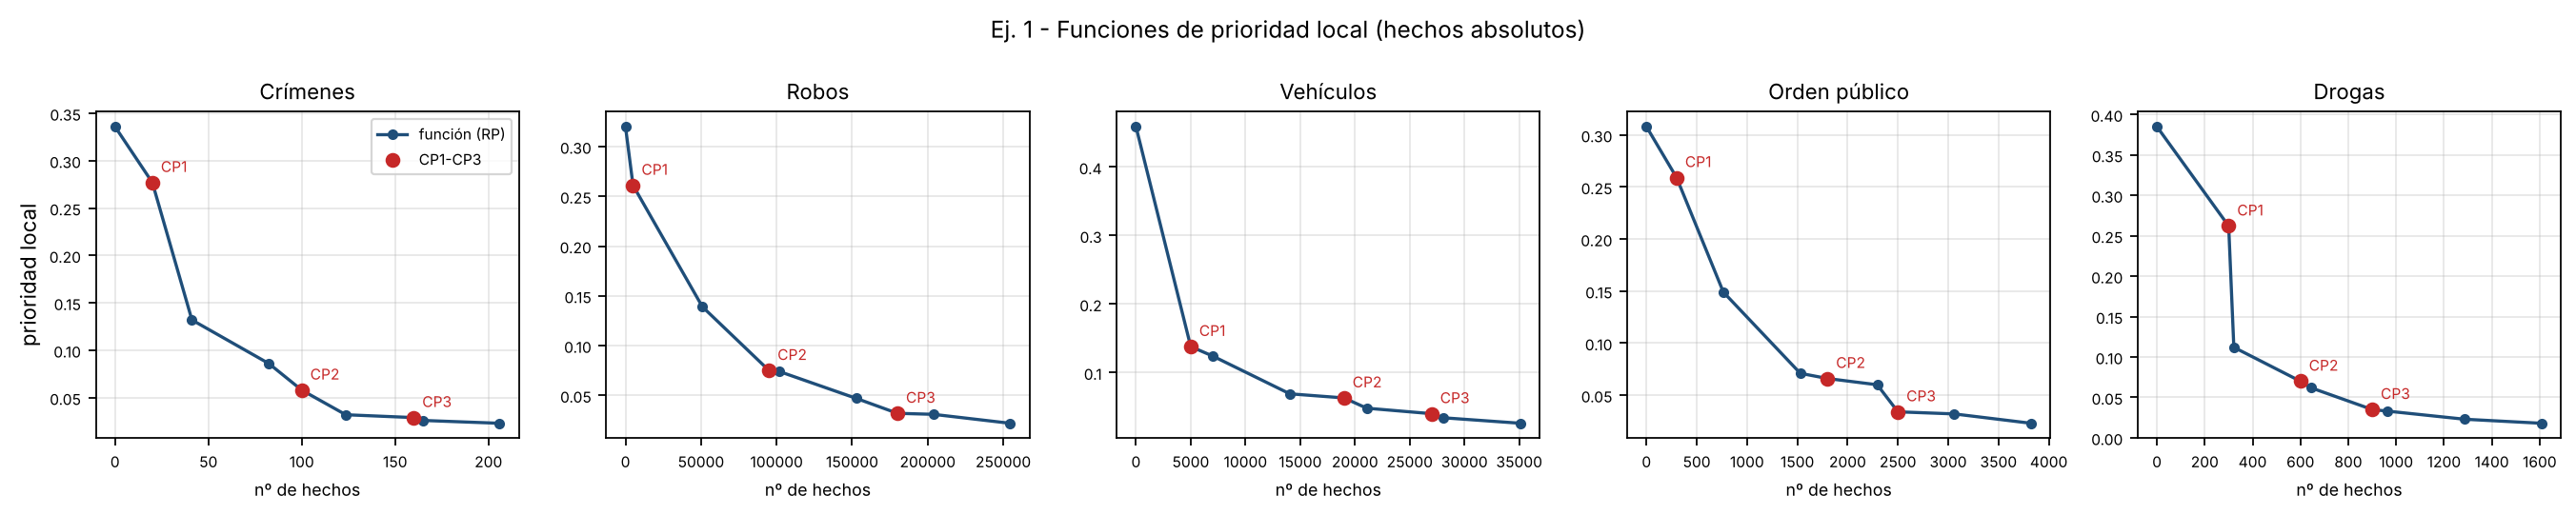 Ej. 1 - Funciones de prioridad local (hechos absolutos)
Crímenes
prioridad local
0.35
0.30
0.25
0.20
0.15
0.10
0.05
CP1
CP2
CP3
función (RP)
CP1-CP3
0 50 100 150 200
nº de hechos
Robos
0.30
0.25
0.20
0.15
0.10
0.05
CP1
CP2
CP3
0 50000 100000 150000 200000 250000
nº de hechos
Vehículos
0.4
0.3
0.2
0.1
CP1
CP2
CP3
0 5000 10000 15000 20000 25000 30000 35000
nº de hechos
Orden público
0.30
0.25
0.20
0.15
0.10
0.05
CP1
CP2
CP3
0 500 1000 1500 2000 2500 3000 3500 4000
nº de hechos
Drogas
0.40
0.35
0.30
0.25
0.20
0.15
0.10
0.05
0.00
CP1
CP2
CP3
0 200 400 600 800 1000 1200 1400 1600
nº de hechos